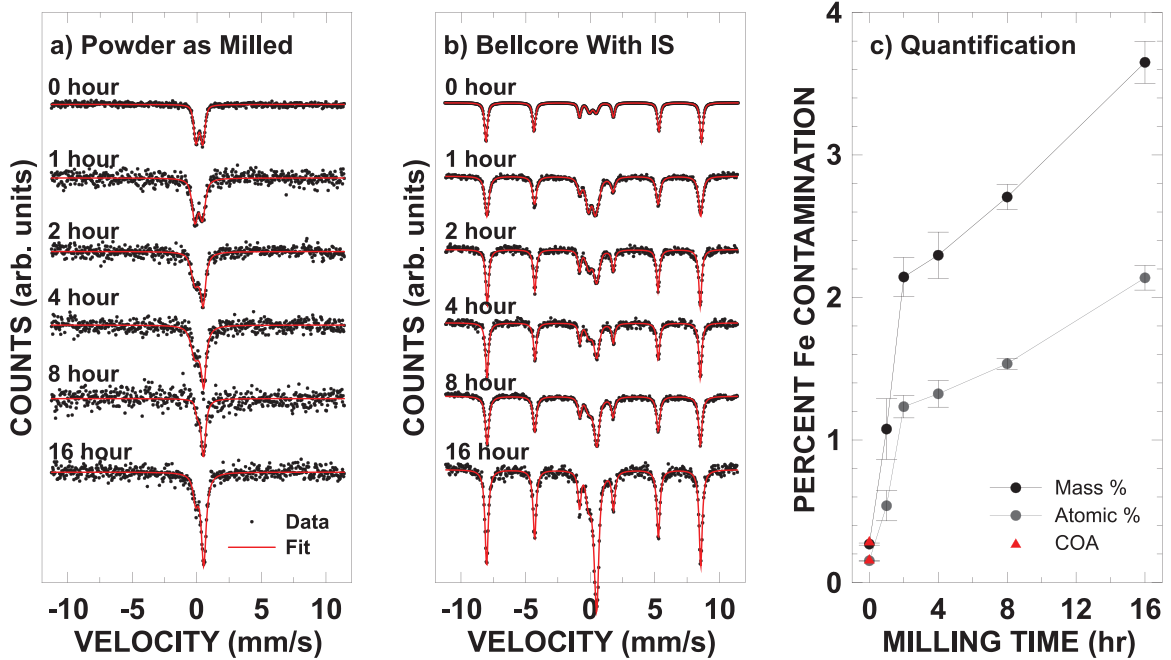 a) Powder as Milled
0 hour
1 hour
2 hour
4 hour
8 hour
16 hour
Data
Fit
COUNTS (arb. units)
-10 -5 0 5 10
VELOCITY (mm/s)
b) Bellcore With IS
0 hour
1 hour
2 hour
4 hour
8 hour
16 hour
COUNTS (arb. units)
-10 -5 0 5 10
VELOCITY (mm/s)
c) Quantification
PERCENT Fe CONTAMINATION
4
3
2
1
0
Mass %
Atomic %
COA
0 4 8 12 16
MILLING TIME (hr)